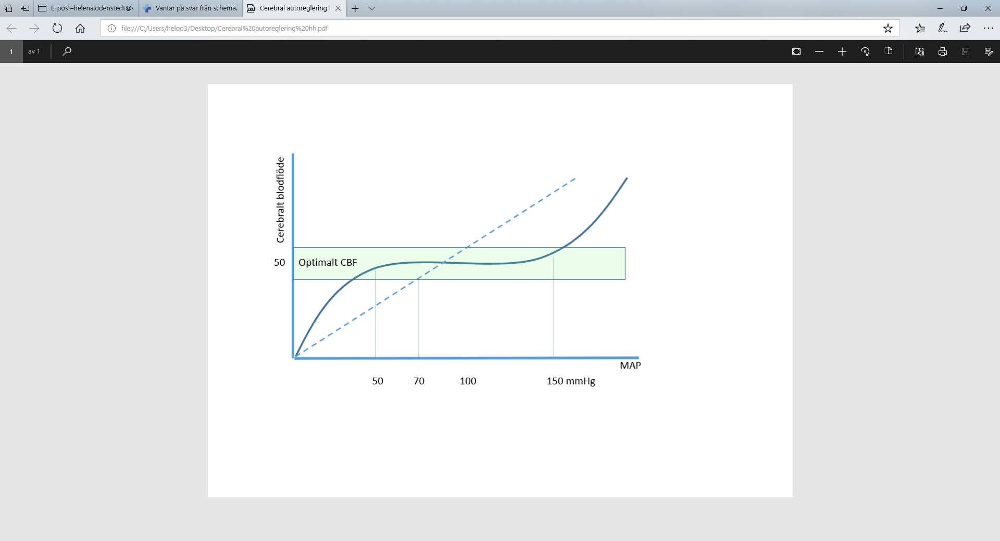 E-post–helena.odenstedt@v
Väntar på svar från schema.
Cerebral autoreglering
file:///C:/Users/helod3/Desktop/Cerebral%20autoreglering%20hh.pdf
1 av 1
Cerebralt blodflöde
50 Optimalt CBF
MAP
50 70 100 150 mmHg